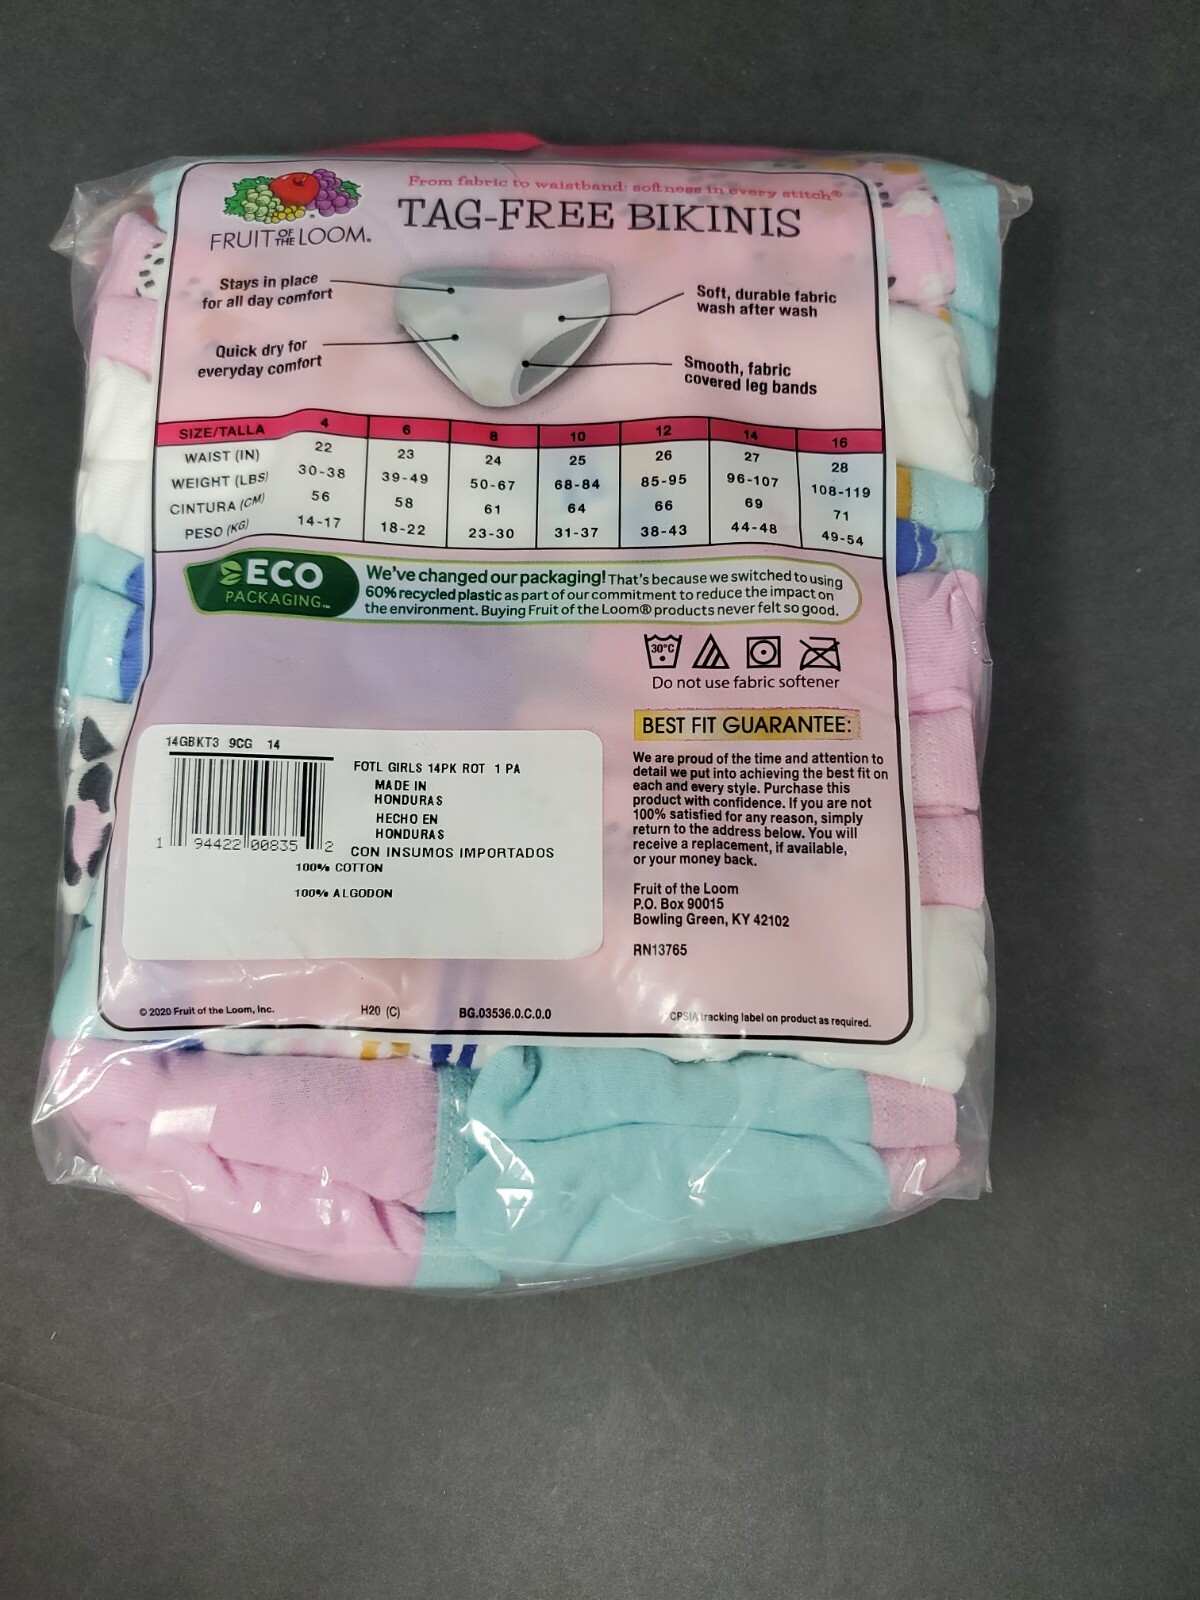 From fabric to waistband: softness in every stitch®
FRUIT OF THE LOOM®
TAG-FREE BIKINIS
Stays in place
for all day comfort
Quick dry for
everyday comfort
Soft, durable fabric
wash after wash
Smooth, fabric
covered leg bands
SIZE/TALLA 4 6 8 10 12 14 16
WAIST (IN) 22 23 24 25 26 27 28
WEIGHT (LBS) 30-38 39-49 50-67 68-84 85-95 96-107 108-119
CINTURA (CM) 56 58 61 64 66 69 71
PESO (KG) 14-17 18-22 23-30 31-37 38-43 44-48 49-54
ECO
PACKAGING™
We've changed our packaging! That's because we switched to using
60% recycled plastic as part of our commitment to reduce the impact on
the environment. Buying Fruit of the Loom® products never felt so good.
30°C
Do not use fabric softener
BEST FIT GUARANTEE:
We are proud of the time and attention to
detail we put into achieving the best fit on
each and every style. Purchase this
product with confidence. If you are not
100% satisfied for any reason, simply
return to the address below. You will
receive a replacement, if available,
or your money back.
Fruit of the Loom
P.O. Box 90015
Bowling Green, KY 42102
RN13765
14GBKT3 9CG 14
1 94422 00835 2
FOTL GIRLS 14PK ROT 1 PA
MADE IN
HONDURAS
HECHO EN
HONDURAS
CON INSUMOS IMPORTADOS
100% COTTON
100% ALGODON
© 2020 Fruit of the Loom, Inc.
H20 (C)
BG.03536.0.C.0.0
CPSIA tracking label on product as required.